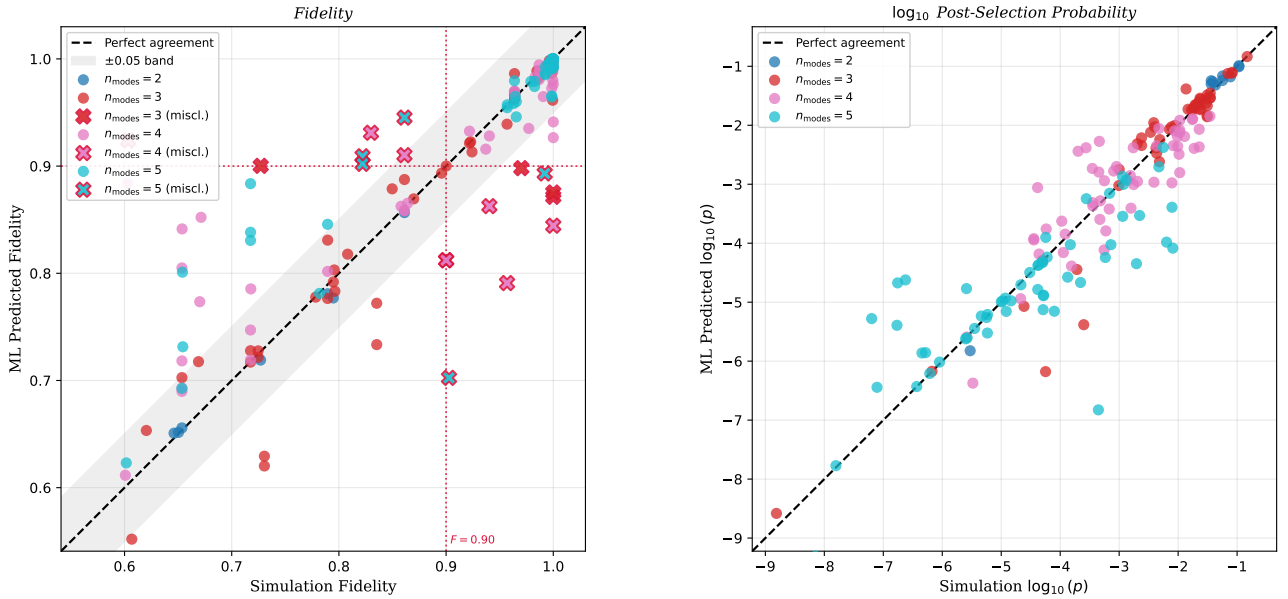 Fidelity
Perfect agreement
±0.05 band
n_modes = 2
n_modes = 3
n_modes = 3 (miscl.)
n_modes = 4
n_modes = 4 (miscl.)
n_modes = 5
n_modes = 5 (miscl.)
1.0
0.9
0.8
0.7
0.6
ML Predicted Fidelity
F = 0.90
0.6 0.7 0.8 0.9 1.0
Simulation Fidelity
log₁₀ Post-Selection Probability
Perfect agreement
n_modes = 2
n_modes = 3
n_modes = 4
n_modes = 5
−1
−2
−3
−4
−5
−6
−7
−8
−9
ML Predicted log₁₀(p)
−9 −8 −7 −6 −5 −4 −3 −2 −1
Simulation log₁₀(p)